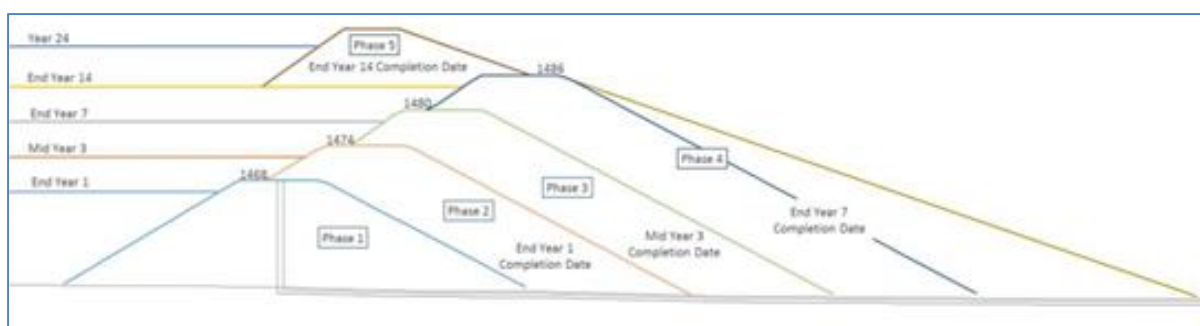 Year 24
Phase 5
End Year 14 Completion Date
1486
End Year 14
1480
End Year 7
1474
Mid Year 3
Phase 4
1468
End Year 1
Phase 3
Phase 2
Phase 1
End Year 7
Completion Date
Mid Year 3
Completion Date
End Year 1
Completion Date